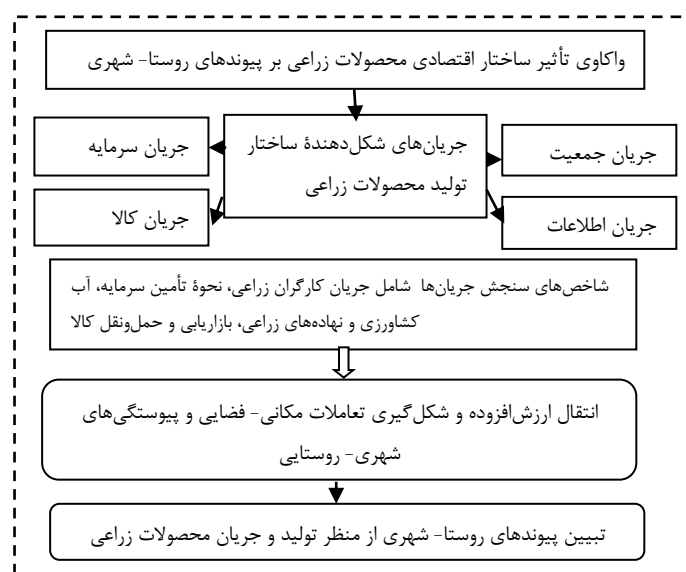 واکاوی تأثیر ساختار اقتصادی محصولات زراعی بر پیوندهای روستا- شهری
جریان‌های شکل‌دهندۀ ساختار
تولید محصولات زراعی
جریان جمعیت
جریان سرمایه
جریان اطلاعات
جریان کالا
شاخص‌های سنجش جریان‌ها شامل جریان کارگران زراعی، نحوۀ تأمین سرمایه، آب
کشاورزی و نهاده‌های زراعی، بازاریابی و حمل‌ونقل کالا
انتقال ارزش‌افزوده و شکل‌گیری تعاملات مکانی- فضایی و پیوستگی‌های
شهری- روستایی
تبیین پیوندهای روستا- شهری از منظر تولید و جریان محصولات زراعی